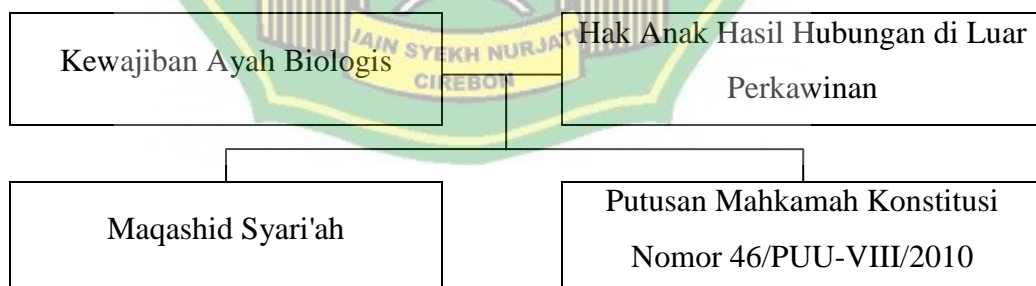 Kewajiban Ayah Biologis
Hak Anak Hasil Hubungan di Luar
Perkawinan
IAIN SYEKH NURJATI
CIREBON
Maqashid Syari'ah
Putusan Mahkamah Konstitusi
Nomor 46/PUU-VIII/2010